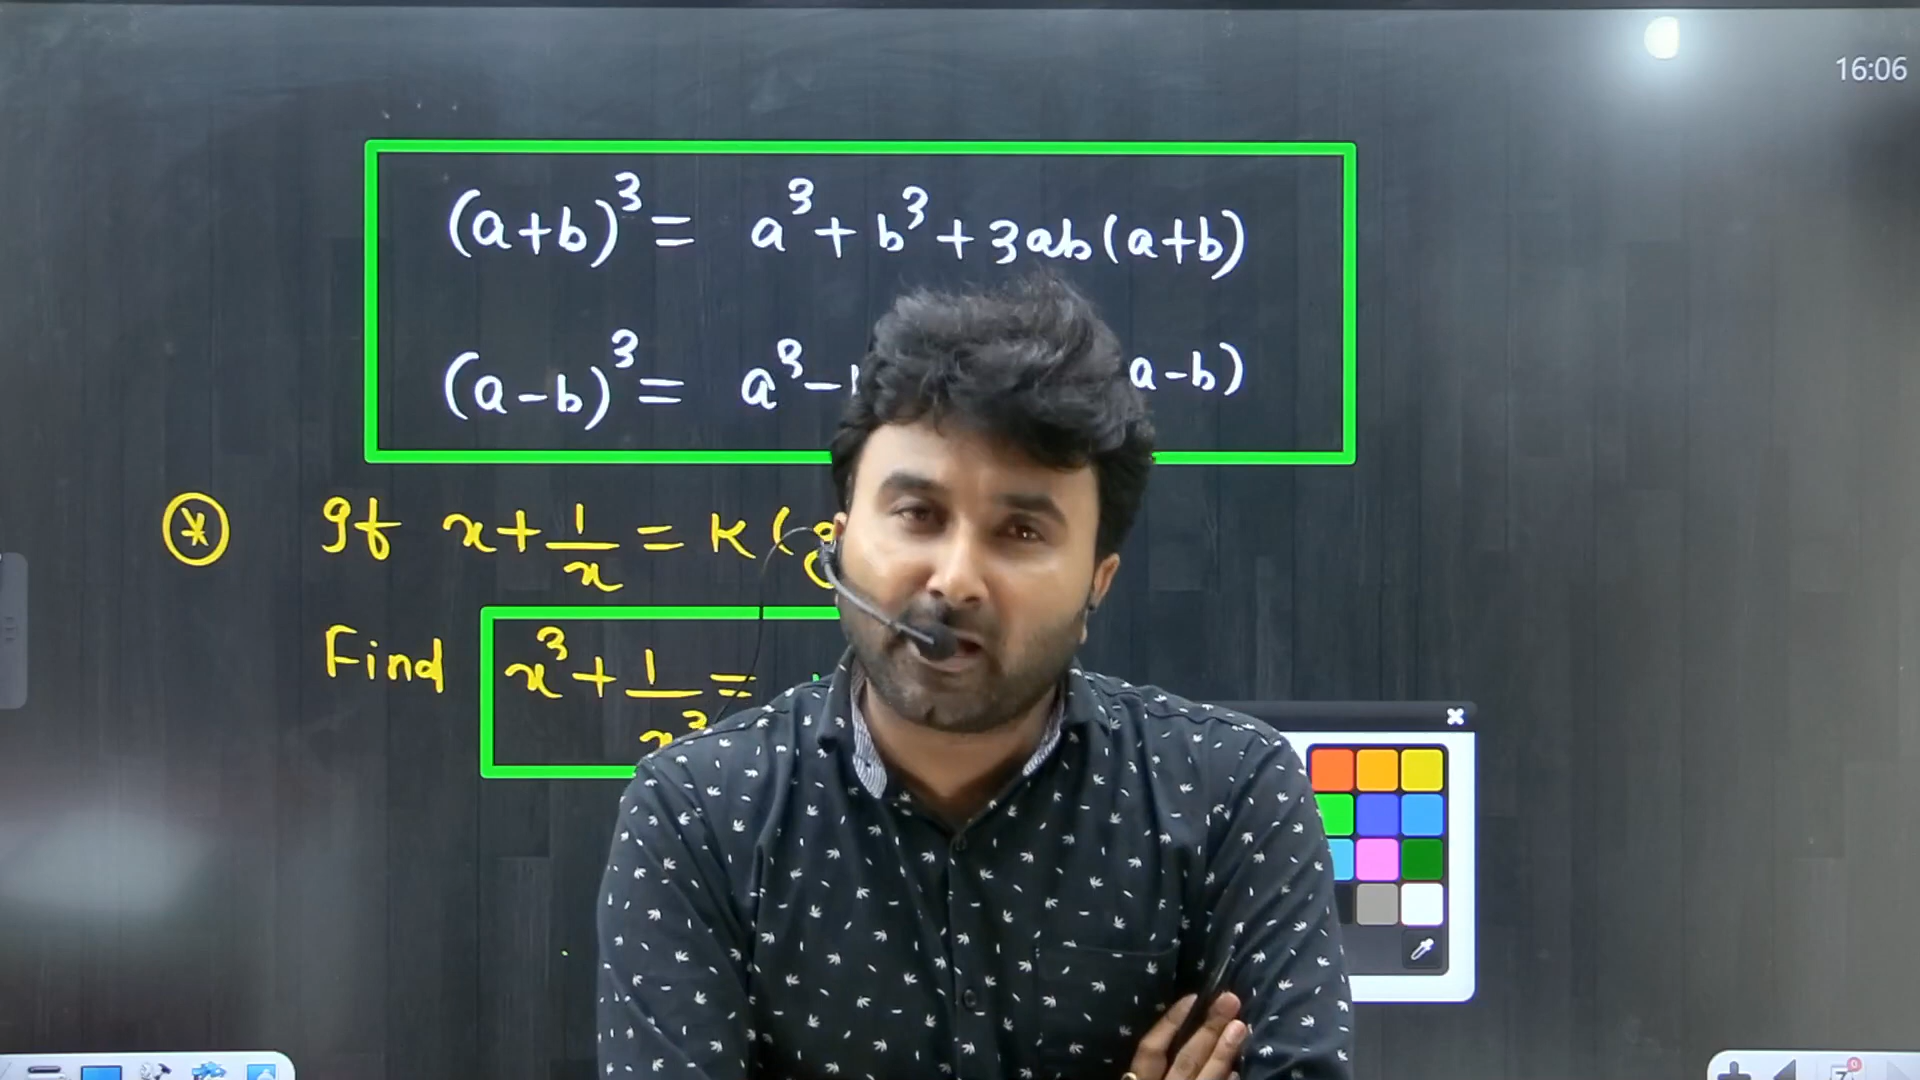 16:06
(a+b)³ = a³ + b³ + 3ab(a+b)
(a-b)³ = a³ - a-b)
If x + 1/x = K (
Find x³ + 1/x³ =